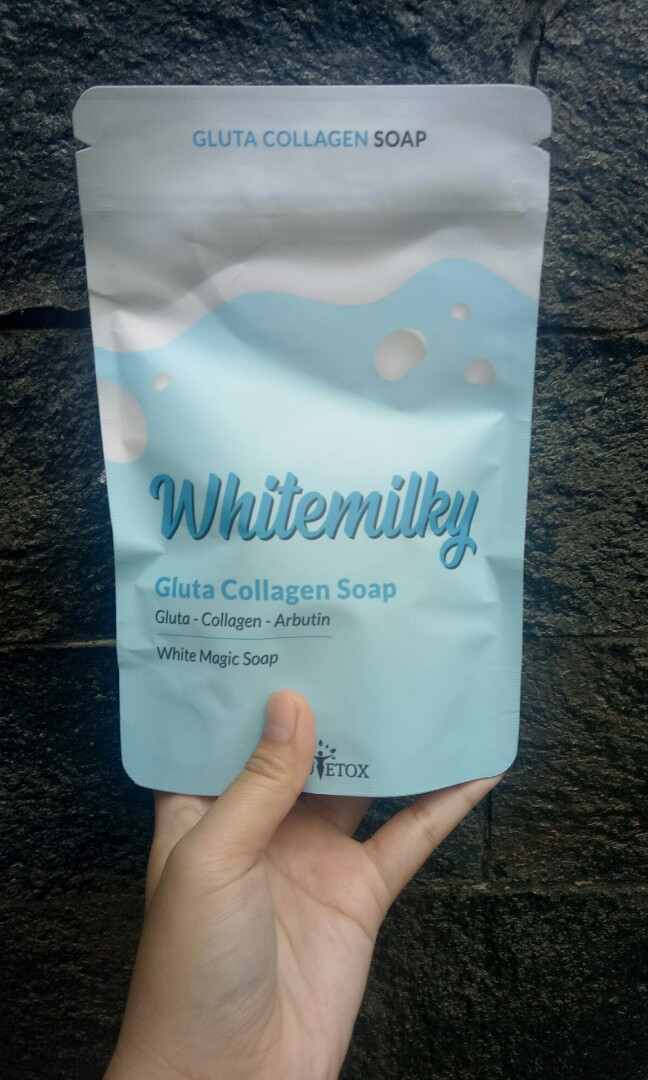 GLUTA COLLAGEN SOAP
Whitemilky
Gluta Collagen Soap
Gluta - Collagen - Arbutin
White Magic Soap